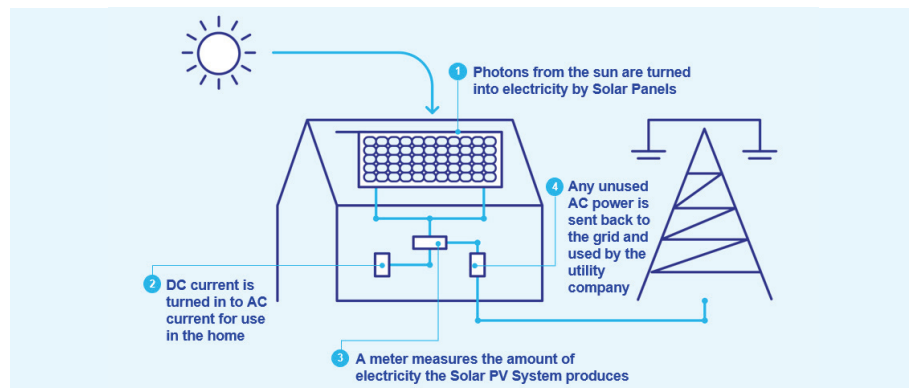 1 Photons from the sun are turned
into electricity by Solar Panels
2 DC current is
turned in to AC
current for use
in the home
3 A meter measures the amount of
electricity the Solar PV System produces
4 Any unused
AC power is
sent back to
the grid and
used by the
utility
company